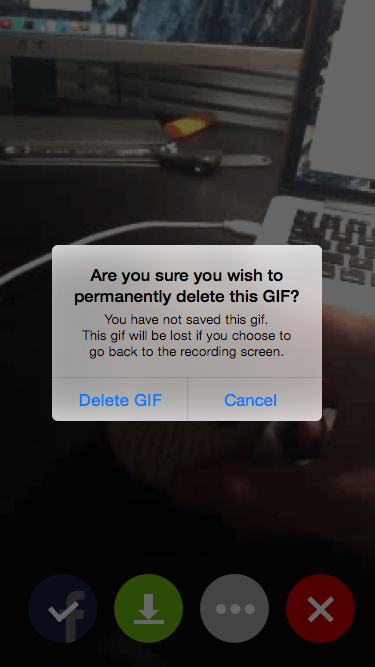 Are you sure you wish to
permanently delete this GIF?
You have not saved this gif.
This gif will be lost if you choose to
go back to the recording screen.
Delete GIF
Cancel